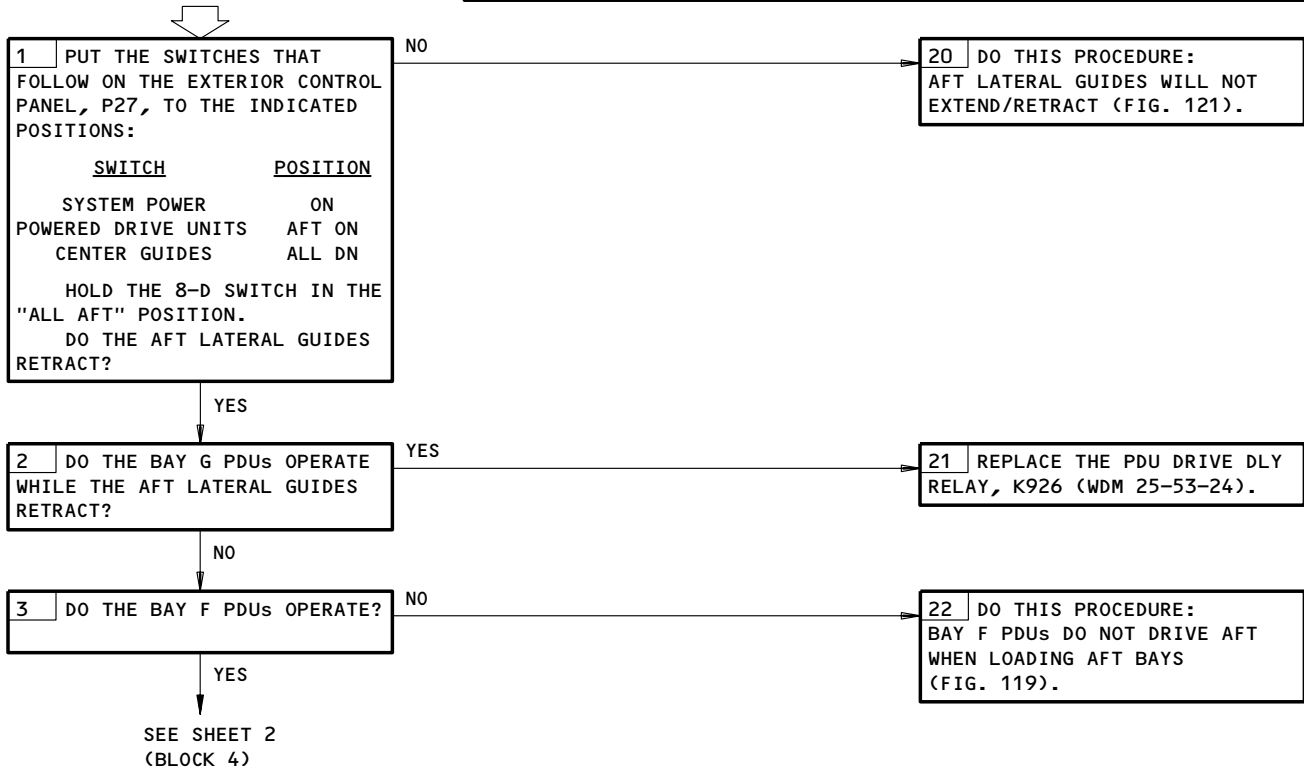 1 PUT THE SWITCHES THAT
FOLLOW ON THE EXTERIOR CONTROL
PANEL, P27, TO THE INDICATED
POSITIONS:
SWITCH POSITION
SYSTEM POWER ON
POWERED DRIVE UNITS AFT ON
CENTER GUIDES ALL DN
HOLD THE 8-D SWITCH IN THE
"ALL AFT" POSITION.
DO THE AFT LATERAL GUIDES
RETRACT?
NO
20 DO THIS PROCEDURE:
AFT LATERAL GUIDES WILL NOT
EXTEND/RETRACT (FIG. 121).
YES
2 DO THE BAY G PDUs OPERATE
WHILE THE AFT LATERAL GUIDES
RETRACT?
YES
21 REPLACE THE PDU DRIVE DLY
RELAY, K926 (WDM 25-53-24).
NO
3 DO THE BAY F PDUs OPERATE?
NO
22 DO THIS PROCEDURE:
BAY F PDUs DO NOT DRIVE AFT
WHEN LOADING AFT BAYS
(FIG. 119).
YES
SEE SHEET 2
(BLOCK 4)